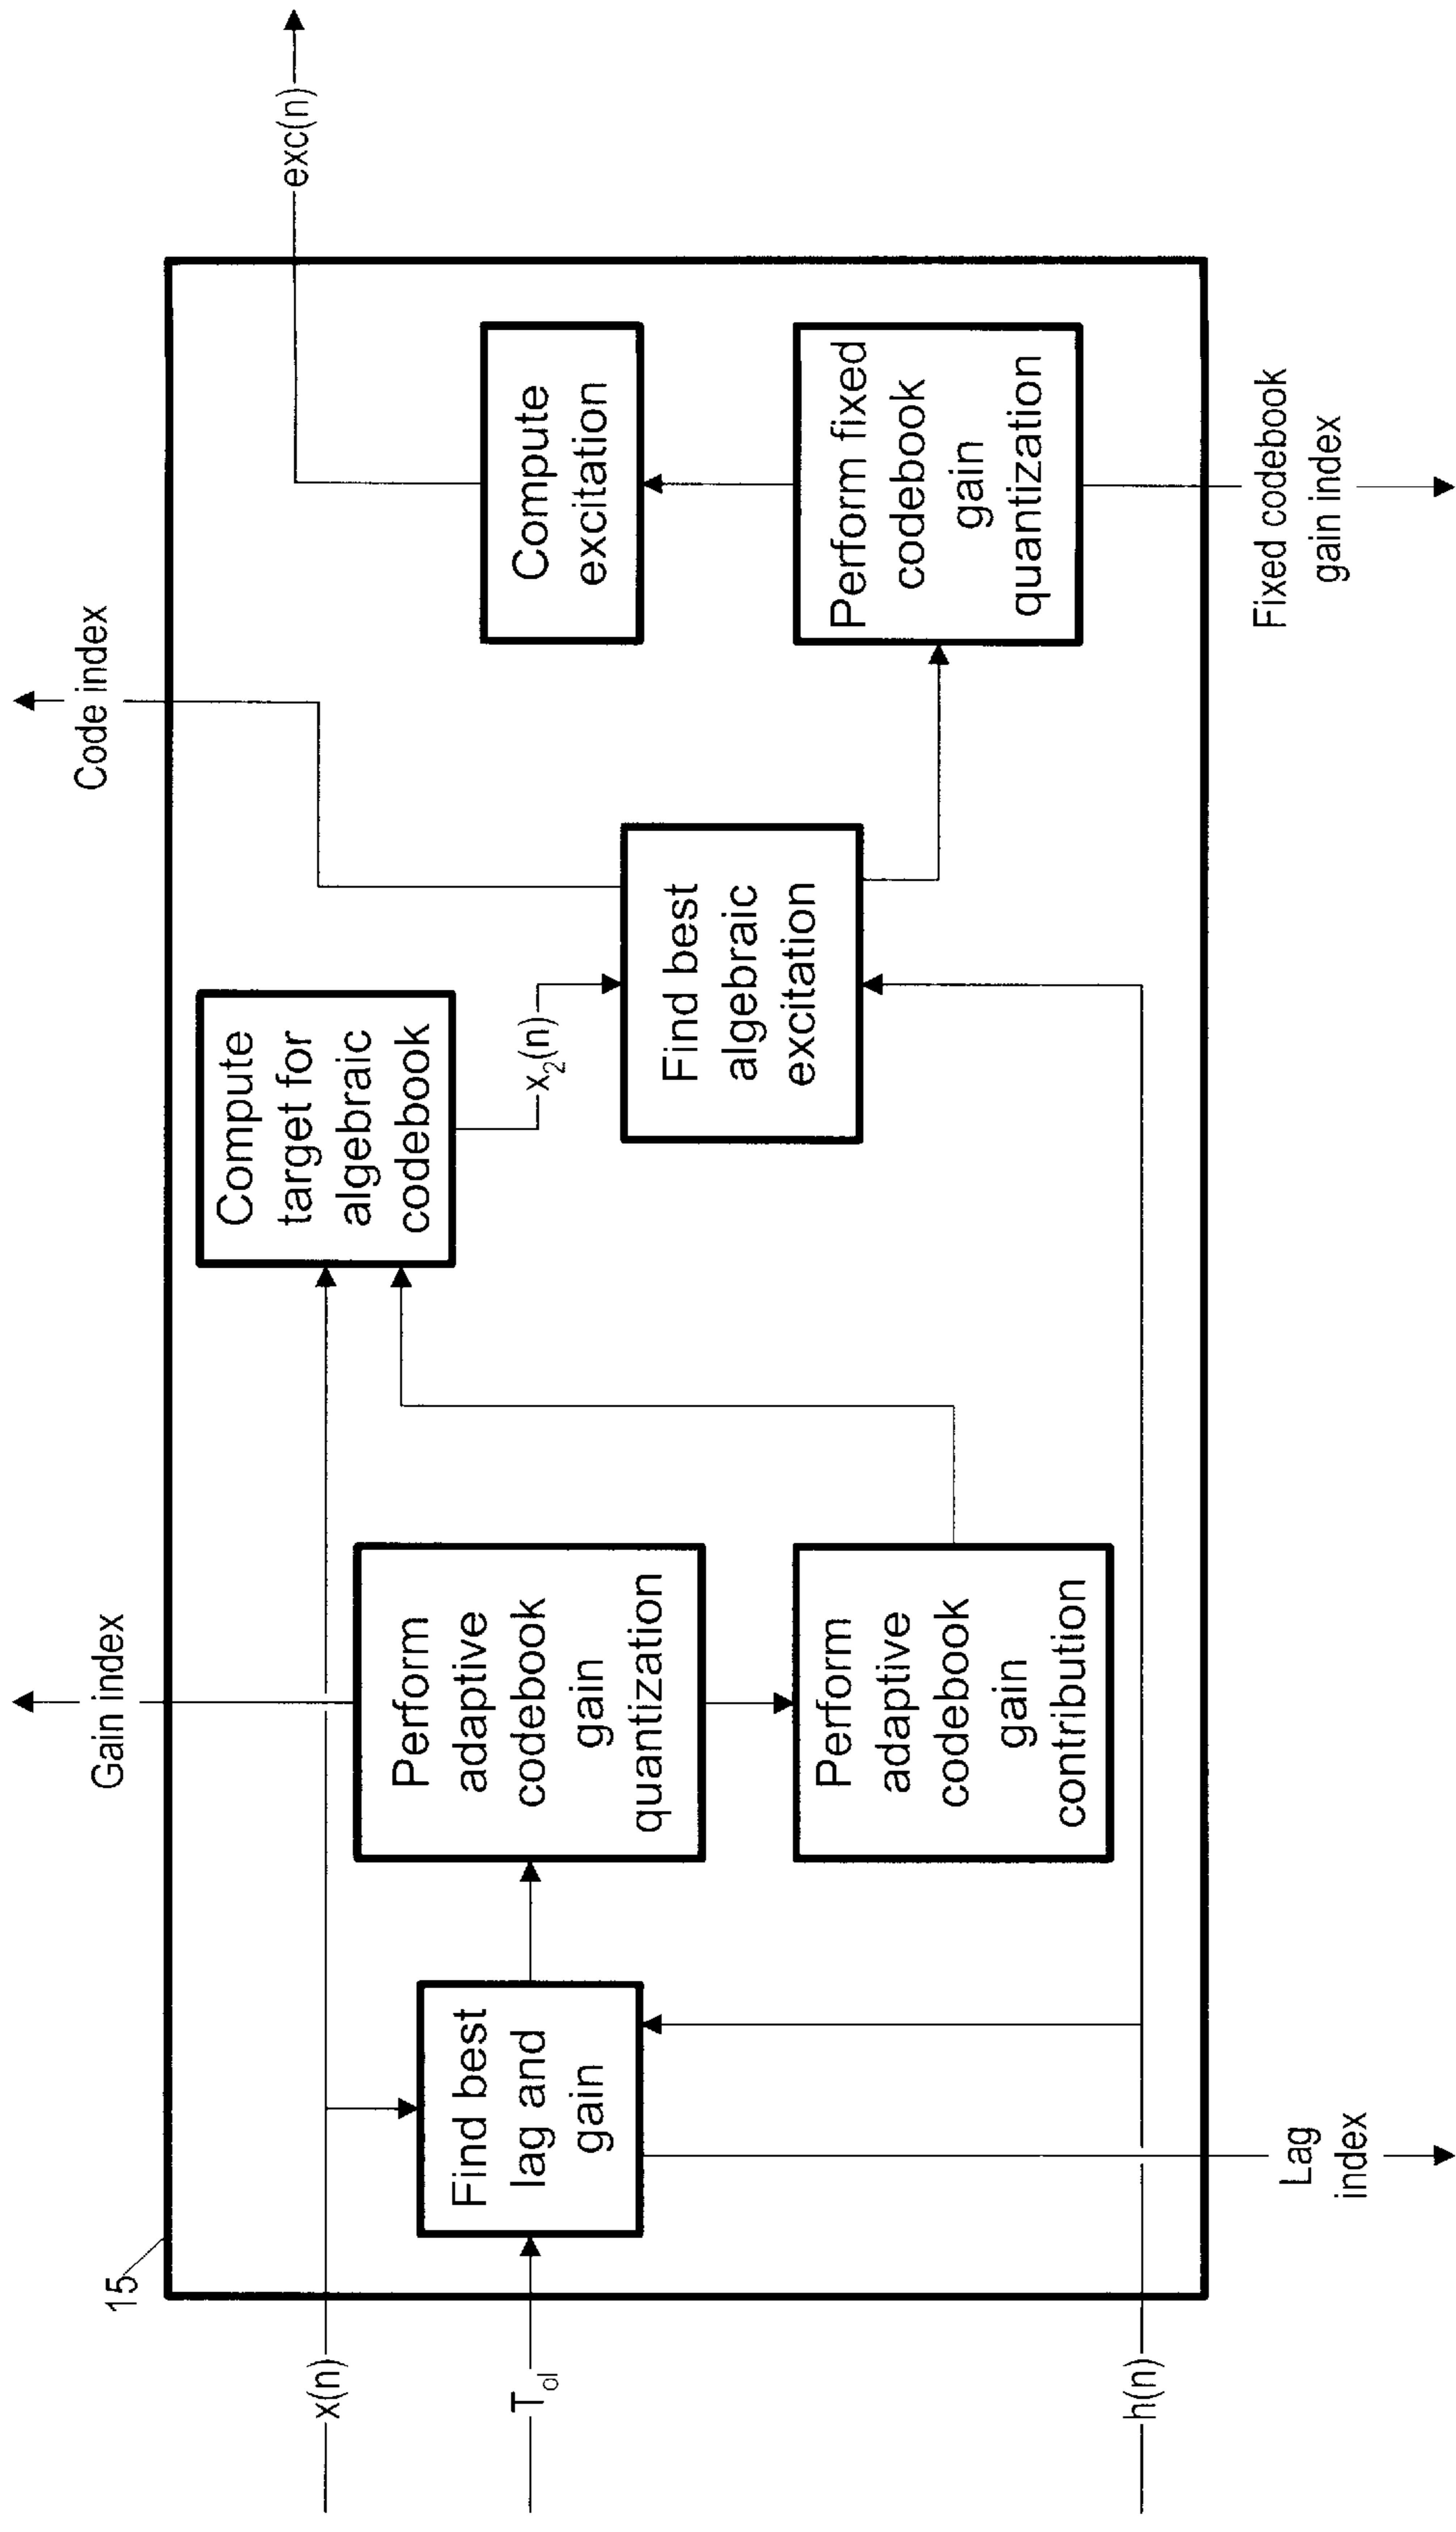 15
x(n)
T_ol
h(n)
Find best
lag and
gain
Lag
index
Gain index
Perform
adaptive
codebook
gain
quantization
Perform
adaptive
codebook
gain
contribution
Compute
target for
algebraic
codebook
x₂(n)
Find best
algebraic
excitation
Code index
Compute
excitation
exc(n)
Perform fixed
codebook
gain
quantization
Fixed codebook
gain index